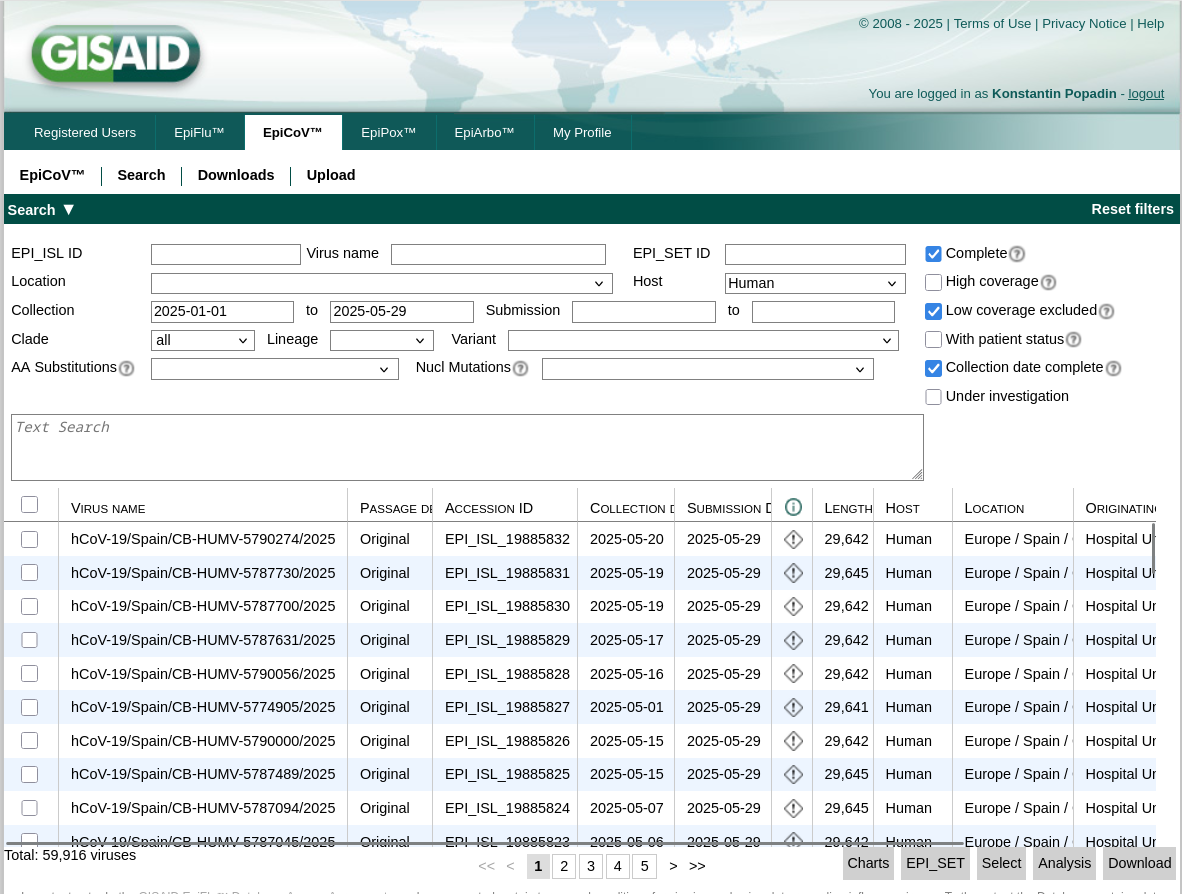 © 2008 - 2025 | Terms of Use | Privacy Notice | Help
GISAID
You are logged in as Konstantin Popadin - logout
Registered Users EpiFlu™ EpiCoV™ EpiPox™ EpiArbo™ My Profile
EpiCoV™ Search Downloads Upload
Search ▼ Reset filters
EPI_ISL ID Virus name EPI_SET ID Complete ?
Location Host Human High coverage ?
Collection 2025-01-01 to 2025-05-29 Submission to Low coverage excluded ?
Clade all Lineage Variant With patient status ?
AA Substitutions ? Nucl Mutations ? Collection date complete ?
Under investigation
Text Search
Virus name Passage de Accession ID Collection Submission D i Length Host Location Originating
hCoV-19/Spain/CB-HUMV-5790274/2025 Original EPI_ISL_19885832 2025-05-20 2025-05-29 29,642 Human Europe / Spain / Hospital Un
hCoV-19/Spain/CB-HUMV-5787730/2025 Original EPI_ISL_19885831 2025-05-19 2025-05-29 29,645 Human Europe / Spain / Hospital Un
hCoV-19/Spain/CB-HUMV-5787700/2025 Original EPI_ISL_19885830 2025-05-19 2025-05-29 29,642 Human Europe / Spain / Hospital Un
hCoV-19/Spain/CB-HUMV-5787631/2025 Original EPI_ISL_19885829 2025-05-17 2025-05-29 29,642 Human Europe / Spain / Hospital Un
hCoV-19/Spain/CB-HUMV-5790056/2025 Original EPI_ISL_19885828 2025-05-16 2025-05-29 29,642 Human Europe / Spain / Hospital Un
hCoV-19/Spain/CB-HUMV-5774905/2025 Original EPI_ISL_19885827 2025-05-01 2025-05-29 29,641 Human Europe / Spain / Hospital Un
hCoV-19/Spain/CB-HUMV-5790000/2025 Original EPI_ISL_19885826 2025-05-15 2025-05-29 29,642 Human Europe / Spain / Hospital Un
hCoV-19/Spain/CB-HUMV-5787489/2025 Original EPI_ISL_19885825 2025-05-15 2025-05-29 29,645 Human Europe / Spain / Hospital Un
hCoV-19/Spain/CB-HUMV-5787094/2025 Original EPI_ISL_19885824 2025-05-07 2025-05-29 29,645 Human Europe / Spain / Hospital Un
hCoV-19/Spain/CB-HUMV-5787045/2025 Original EPI_ISL_19885823 2025-05-06 2025-05-29 29,642 Human Europe / Spain / Hospital Un
Total: 59,916 viruses << < 1 2 3 4 5 > >> Charts EPI_SET Select Analysis Download